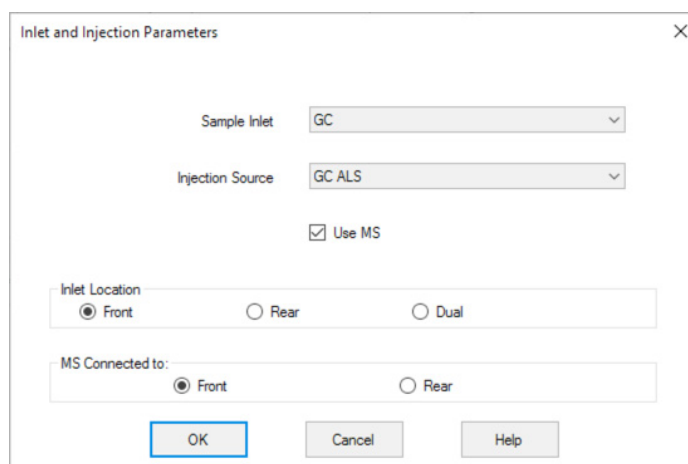 Inlet and Injection Parameters
Sample Inlet GC
Injection Source GC ALS
Use MS
Inlet Location
Front Rear Dual
MS Connected to:
Front Rear
OK Cancel Help